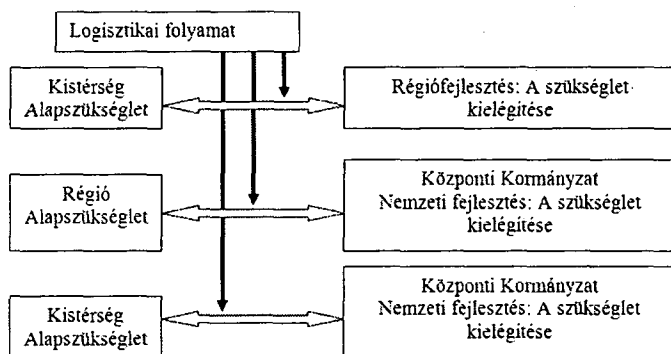 Logisztikai folyamat
Kistérség
Alapszükséglet
Régiófejlesztés: A szükséglet
kielégítése
Régió
Alapszükséglet
Központi Kormányzat
Nemzeti fejlesztés: A szükséglet
kielégítése
Kistérség
Alapszükséglet
Központi Kormányzat
Nemzeti fejlesztés: A szükséglet
kielégítése